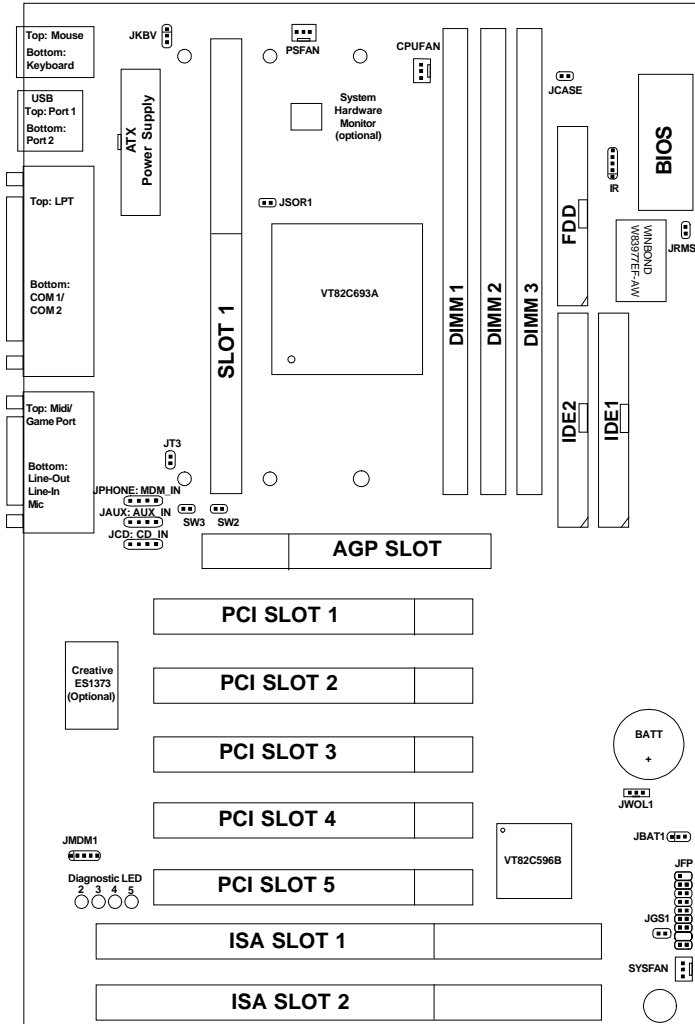 Top: Mouse
Bottom:
Keyboard
JKBV
PSFAN
CPUFAN
USB
Top: Port 1
Bottom:
Port 2
ATX
Power Supply
System
Hardware
Monitor
(optional)
JCASE
BIOS
IR
JRMS
WINBOND
W83977EF-AW
FDD
Top: LPT
Bottom:
COM 1/
COM 2
JSOR1
VT82C693A
SLOT 1
DIMM 1
DIMM 2
DIMM 3
IDE2
IDE1
Top: Midi/
Game Port
Bottom:
Line-Out
Line-In
Mic
JT3
JPHONE: MDM_IN
JAUX: AUX_IN
JCD: CD_IN
SW3
SW2
AGP SLOT
PCI SLOT 1
Creative
ES1373
(Optional)
PCI SLOT 2
PCI SLOT 3
BATT
+
JWOL1
PCI SLOT 4
JBAT1
JMDM1
VT82C596B
JFP
Diagnostic LED
2 3 4 5
PCI SLOT 5
JGS1
ISA SLOT 1
SYSFAN
ISA SLOT 2